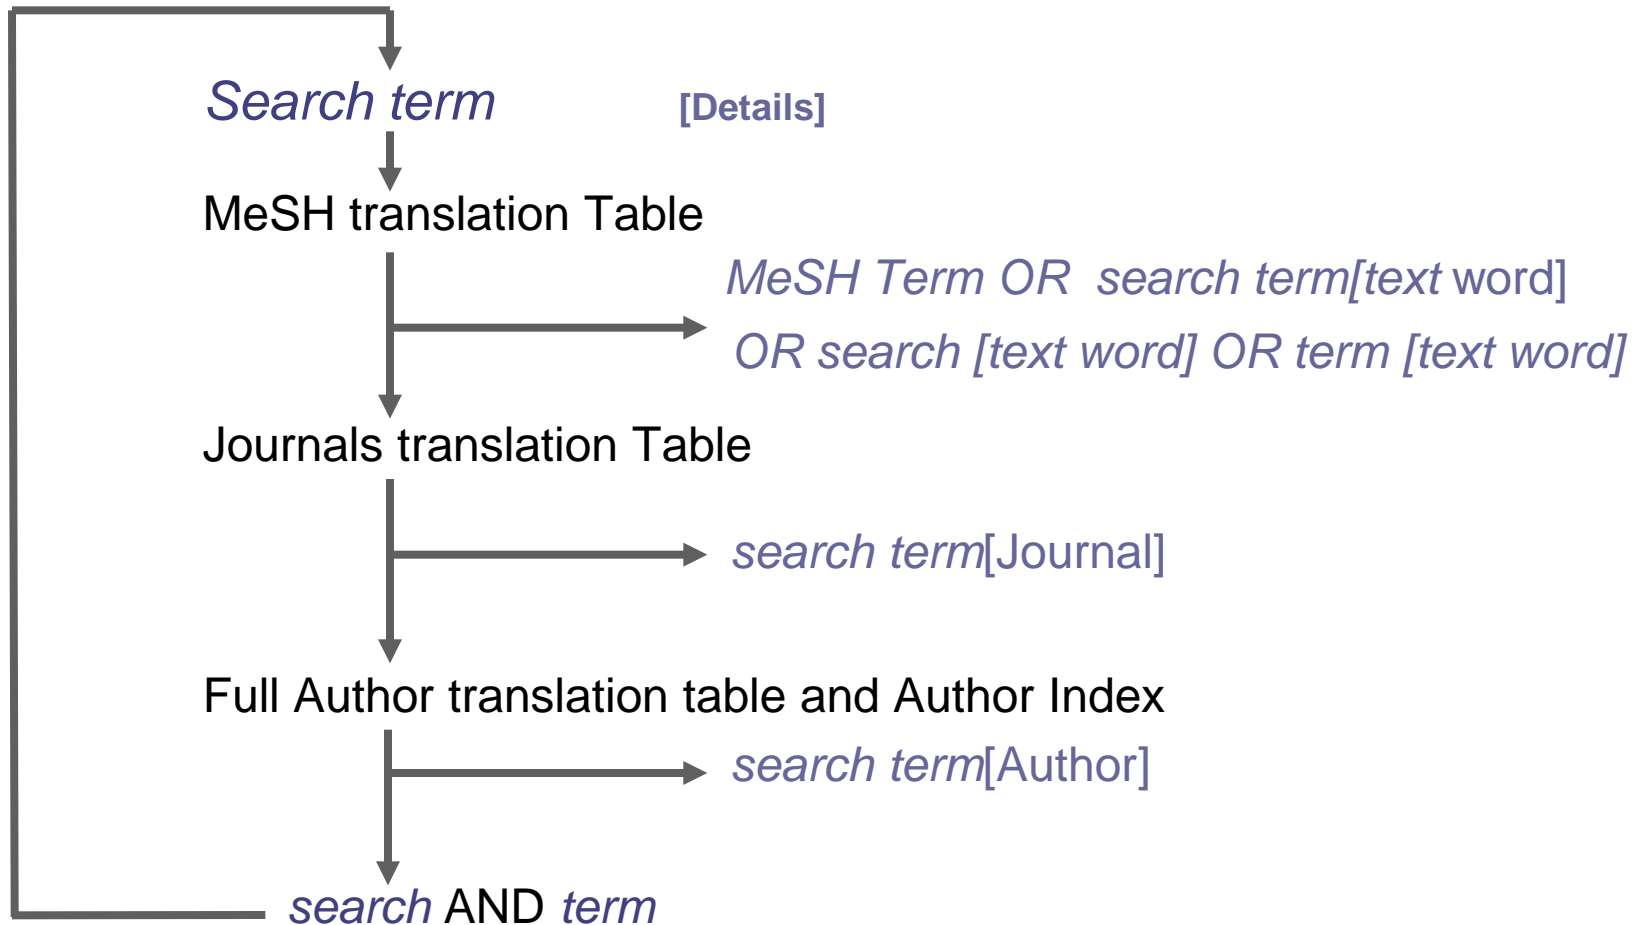 Search term [Details]
MeSH translation Table
MeSH Term OR search term[text word]
OR search [text word] OR term [text word]
Journals translation Table
search term[Journal]
Full Author translation table and Author Index
search term[Author]
search AND term